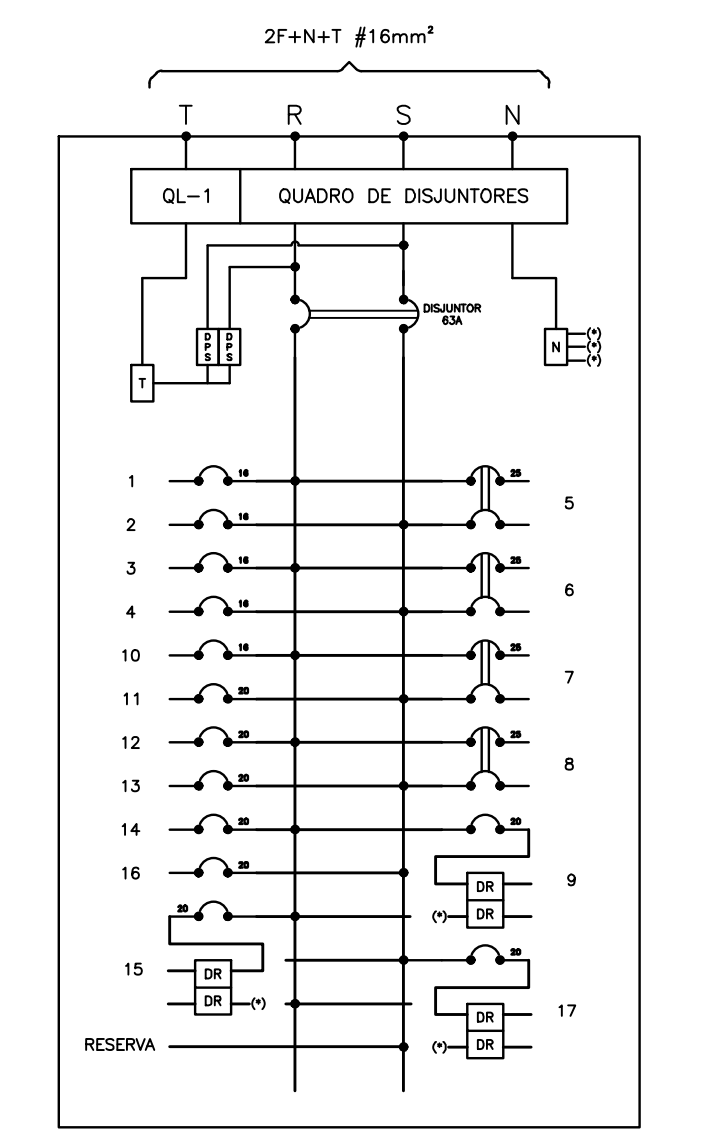 2F+N+T #16mm²
T R S N
QL-1 QUADRO DE DISJUNTORES
DISJUNTOR
63A
DPS DPS
T
N (*)
(*)
(*)
1 16 25
5
2 16
3 16 25
6
4 16
10 16 25
7
11 20
12 20 25
8
13 20
14 20 20
16 20
DR 9
(*) DR
20
20
15 DR
DR (*)
DR 17
(*) DR
RESERVA